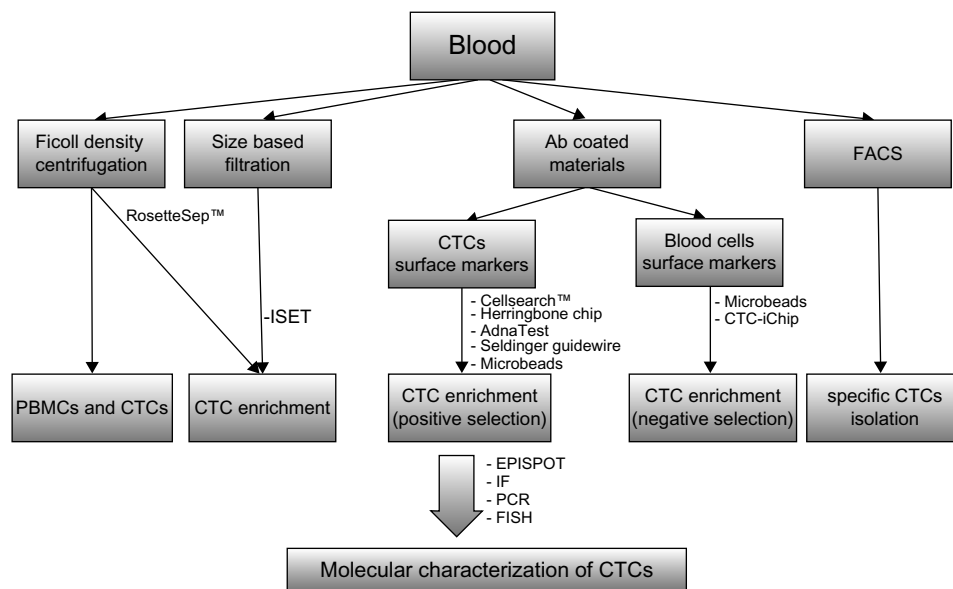 Blood
Ficoll density
centrifugation
Size based
filtration
Ab coated
materials
FACS
RosetteSep™
CTCs
surface markers
Blood cells
surface markers
-ISET
- Cellsearch™
- Herringbone chip
- AdnaTest
- Seldinger guidewire
- Microbeads
- Microbeads
- CTC-iChip
PBMCs and CTCs
CTC enrichment
CTC enrichment
(positive selection)
CTC enrichment
(negative selection)
specific CTCs
isolation
- EPISPOT
- IF
- PCR
- FISH
Molecular characterization of CTCs